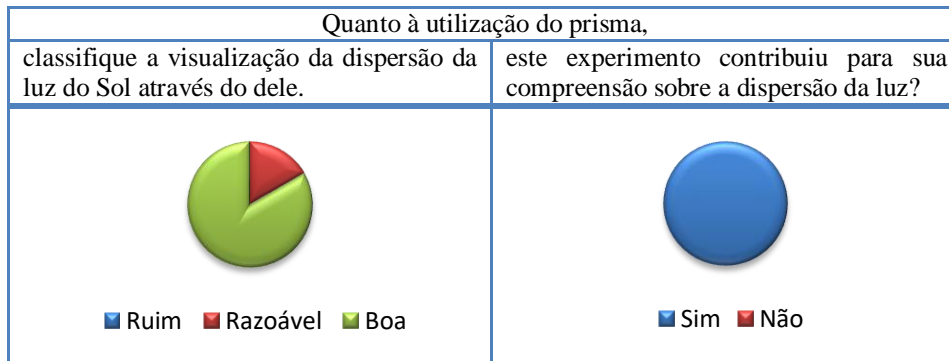 Quanto à utilização do prisma,
classifique a visualização da dispersão da
luz do Sol através do dele.
este experimento contribuiu para sua
compreensão sobre a dispersão da luz?
Ruim Razoável Boa
Sim Não